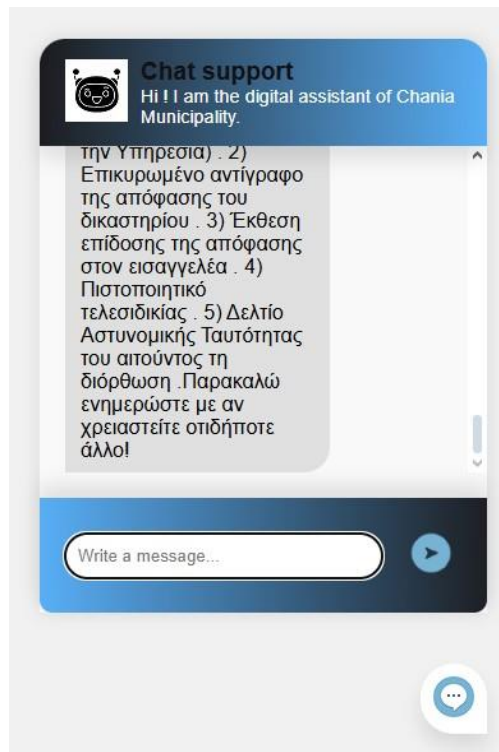 Chat support
Hi ! I am the digital assistant of Chania
Municipality.
την Υπηρεσία) . 2)
Επικυρωμένο αντίγραφο
της απόφασης του
δικαστηρίου . 3) Έκθεση
επίδοσης της απόφασης
στον εισαγγελέα . 4)
Πιστοποιητικό
τελεσιδικίας . 5) Δελτίο
Αστυνομικής Ταυτότητας
του αιτούντος τη
διόρθωση .Παρακαλώ
ενημερώστε με αν
χρειαστείτε οτιδήποτε
άλλο!
Write a message...